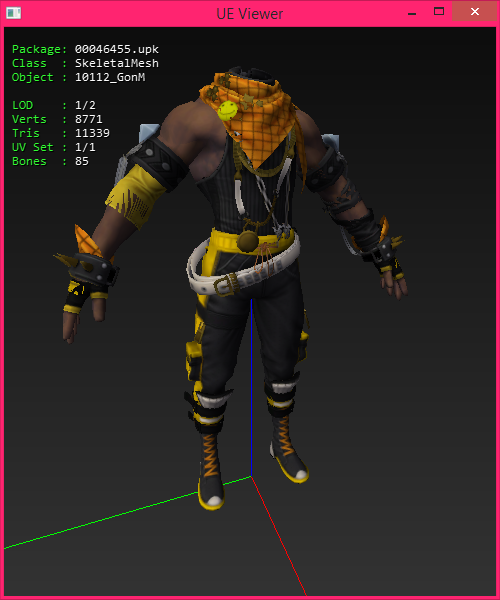 UE Viewer
Package: 00046455.upk
Class : SkeletalMesh
Object : 10112_GonM
LOD : 1/2
Verts : 8771
Tris : 11339
UV Set : 1/1
Bones : 85